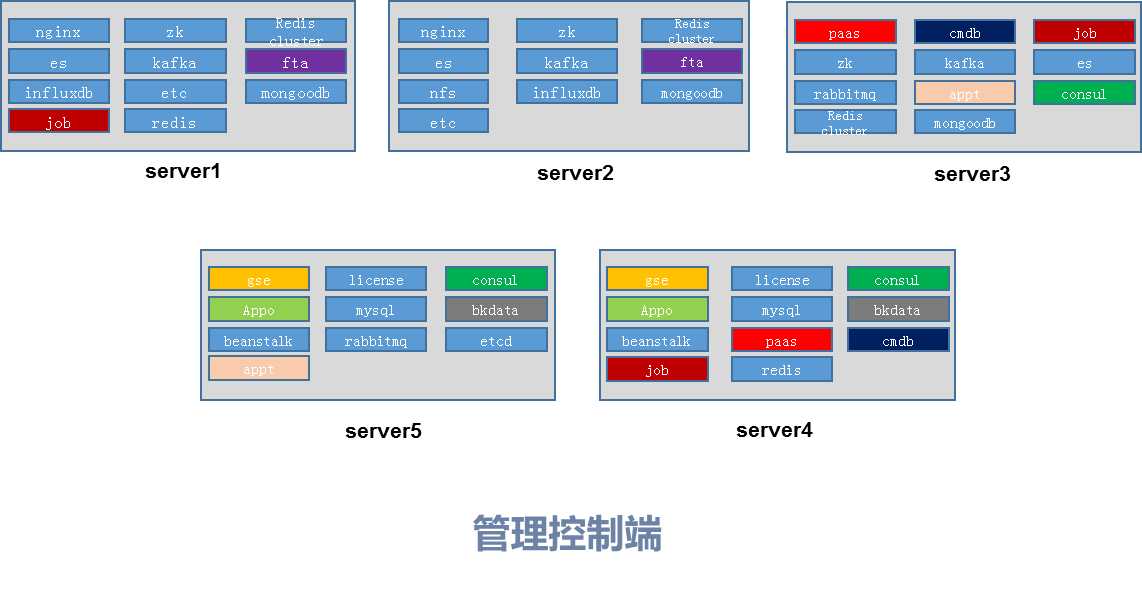 nginx
zk
Redis
cluster
es
kafka
fta
influxdb
etc
mongoodb
job
redis
server1
nginx
zk
Redis
cluster
es
kafka
fta
nfs
influxdb
mongoodb
etc
server2
paas
cmdb
job
zk
kafka
es
rabbitmq
appt
consul
Redis
cluster
mongoodb
server3
gse
license
consul
Appo
mysql
bkdata
beanstalk
rabbitmq
etcd
appt
server5
gse
license
consul
Appo
mysql
bkdata
beanstalk
paas
cmdb
job
redis
server4
管理控制端